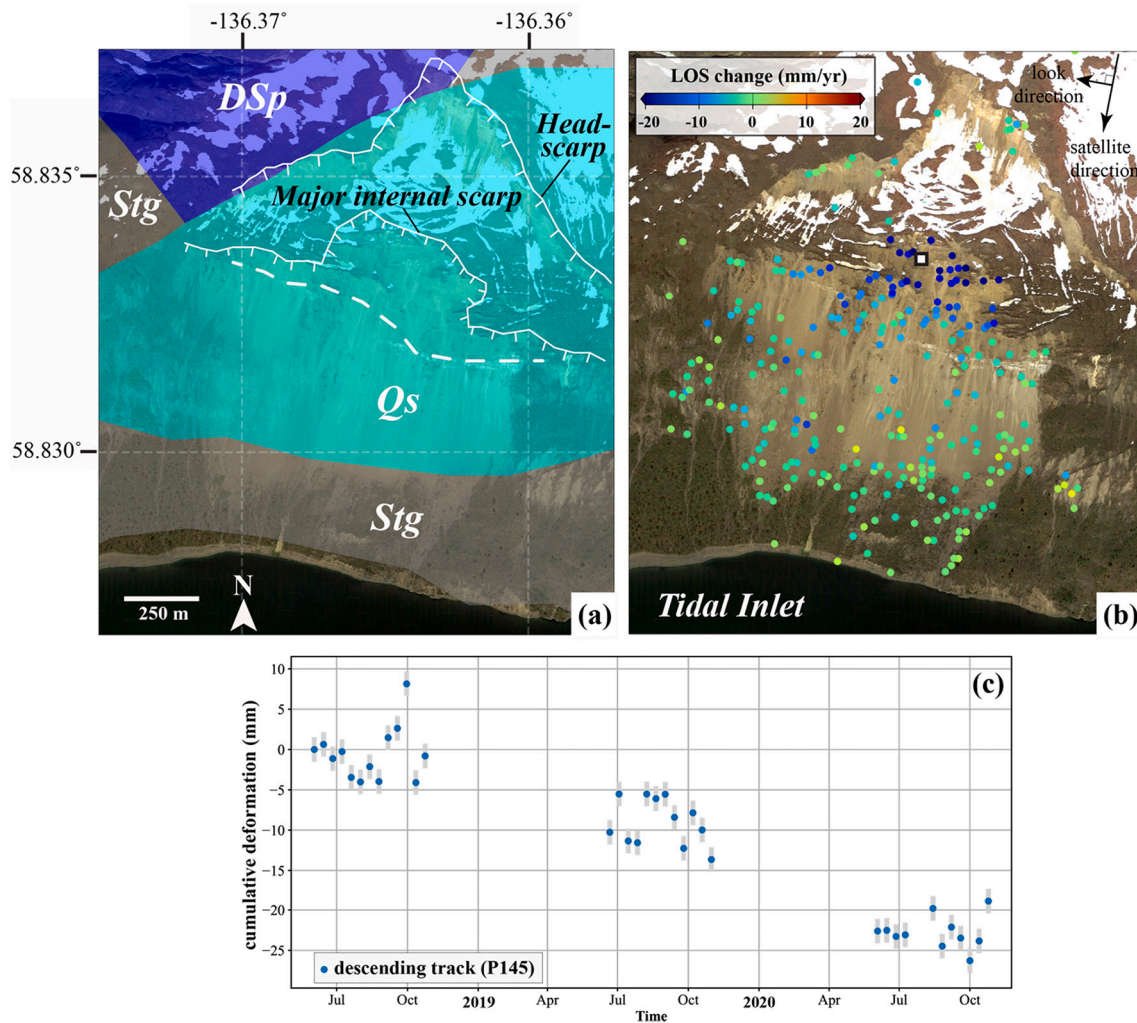 -136.37°
-136.36°
58.835°
58.830°
DSp
Stg
Head-
scarp
Major internal scarp
Qs
Stg
N
250 m
(a)
LOS change (mm/yr)
-20
-10
0
10
20
look
direction
satellite
direction
Tidal Inlet
(b)
(c)
cumulative deformation (mm)
10
5
0
−5
−10
−15
−20
−25
descending track (P145)
Jul
Oct
2019
Apr
Jul
Oct
2020
Apr
Jul
Oct
Time